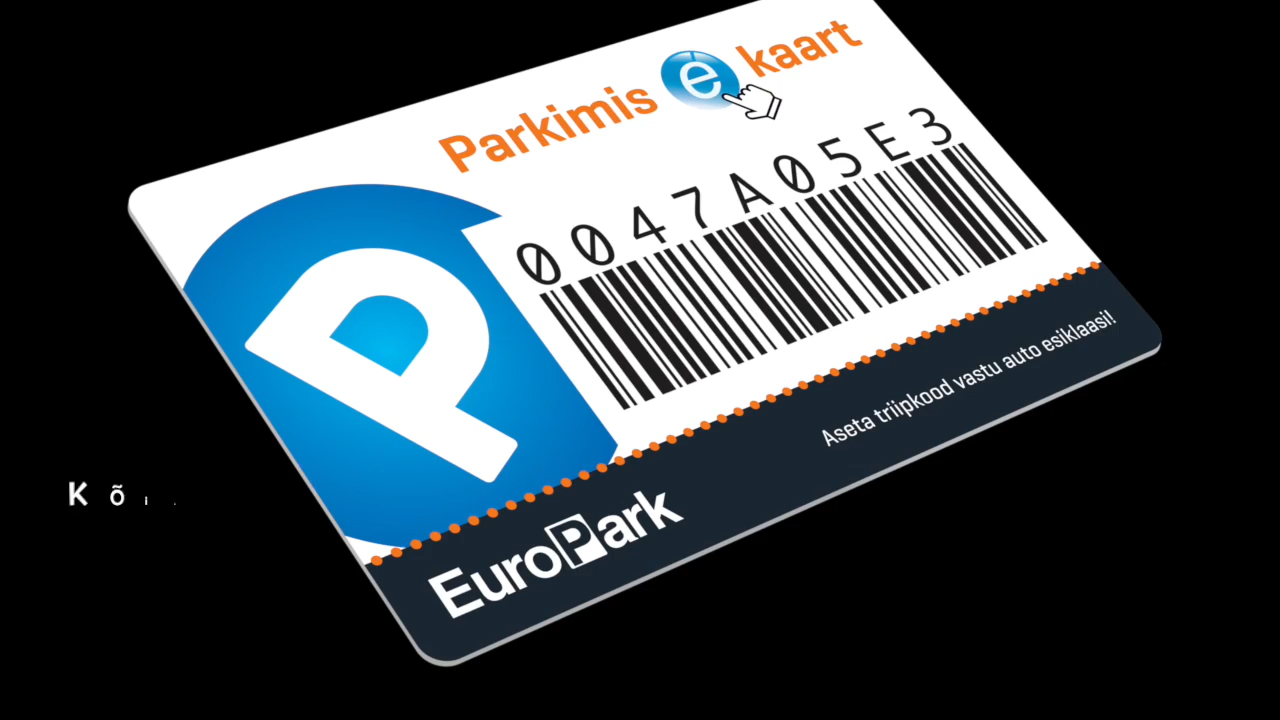 Parkimis e kaart
0047A05E3
Aseta triipkood vastu auto esiklaasi!
EuroPark